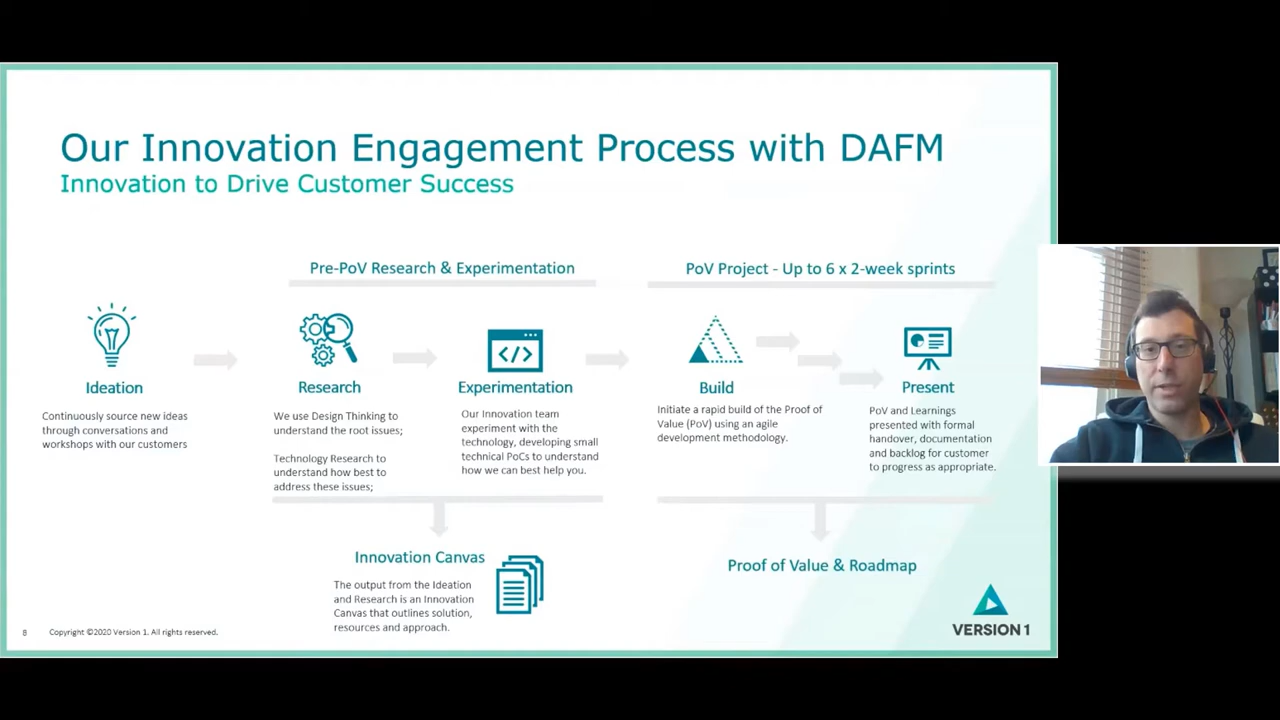 Our Innovation Engagement Process with DAFM
Innovation to Drive Customer Success
Pre-PoV Research & Experimentation
PoV Project - Up to 6 x 2-week sprints
Ideation
Continuously source new ideas
through conversations and
workshops with our customers
Research
We use Design Thinking to
understand the root issues;
Technology Research to
understand how best to
address these issues;
Experimentation
Our Innovation team
experiment with the
technology, developing small
technical PoCs to understand
how we can best help you.
Build
Initiate a rapid build of the Proof of
Value (PoV) using an agile
development methodology.
Present
PoV and Learnings
presented with formal
handover, documentation
and backlog for customer
to progress as appropriate.
Innovation Canvas
The output from the Ideation
and Research is an Innovation
Canvas that outlines solution,
resources and approach.
Proof of Value & Roadmap
8 Copyright ©2020 Version 1. All rights reserved.
VERSION 1